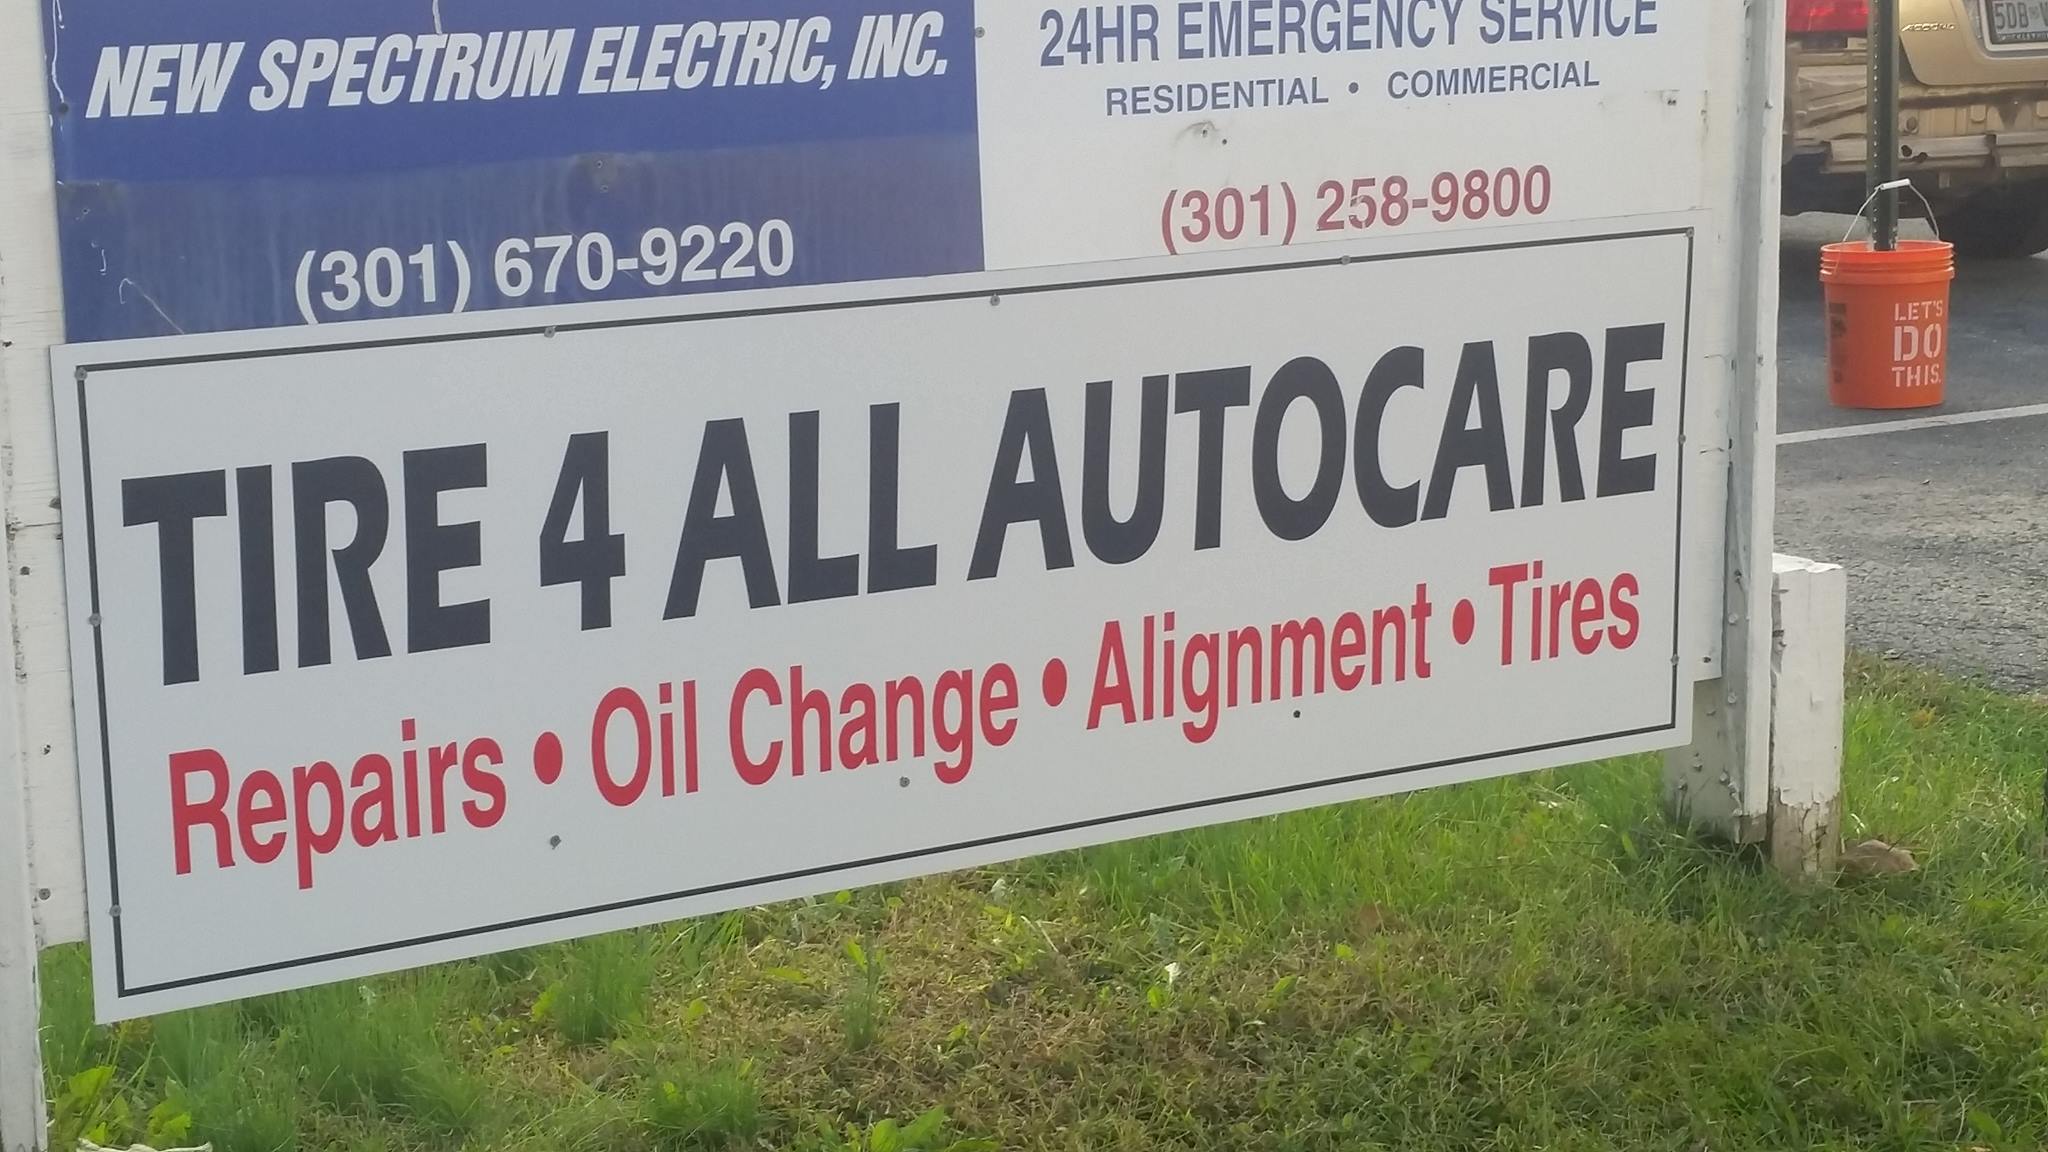 NEW SPECTRUM ELECTRIC, INC.
(301) 670-9220
24HR EMERGENCY SERVICE
RESIDENTIAL • COMMERCIAL
(301) 258-9800
TIRE 4 ALL AUTOCARE
Repairs • Oil Change • Alignment • Tires
LET'S
DO
THIS.